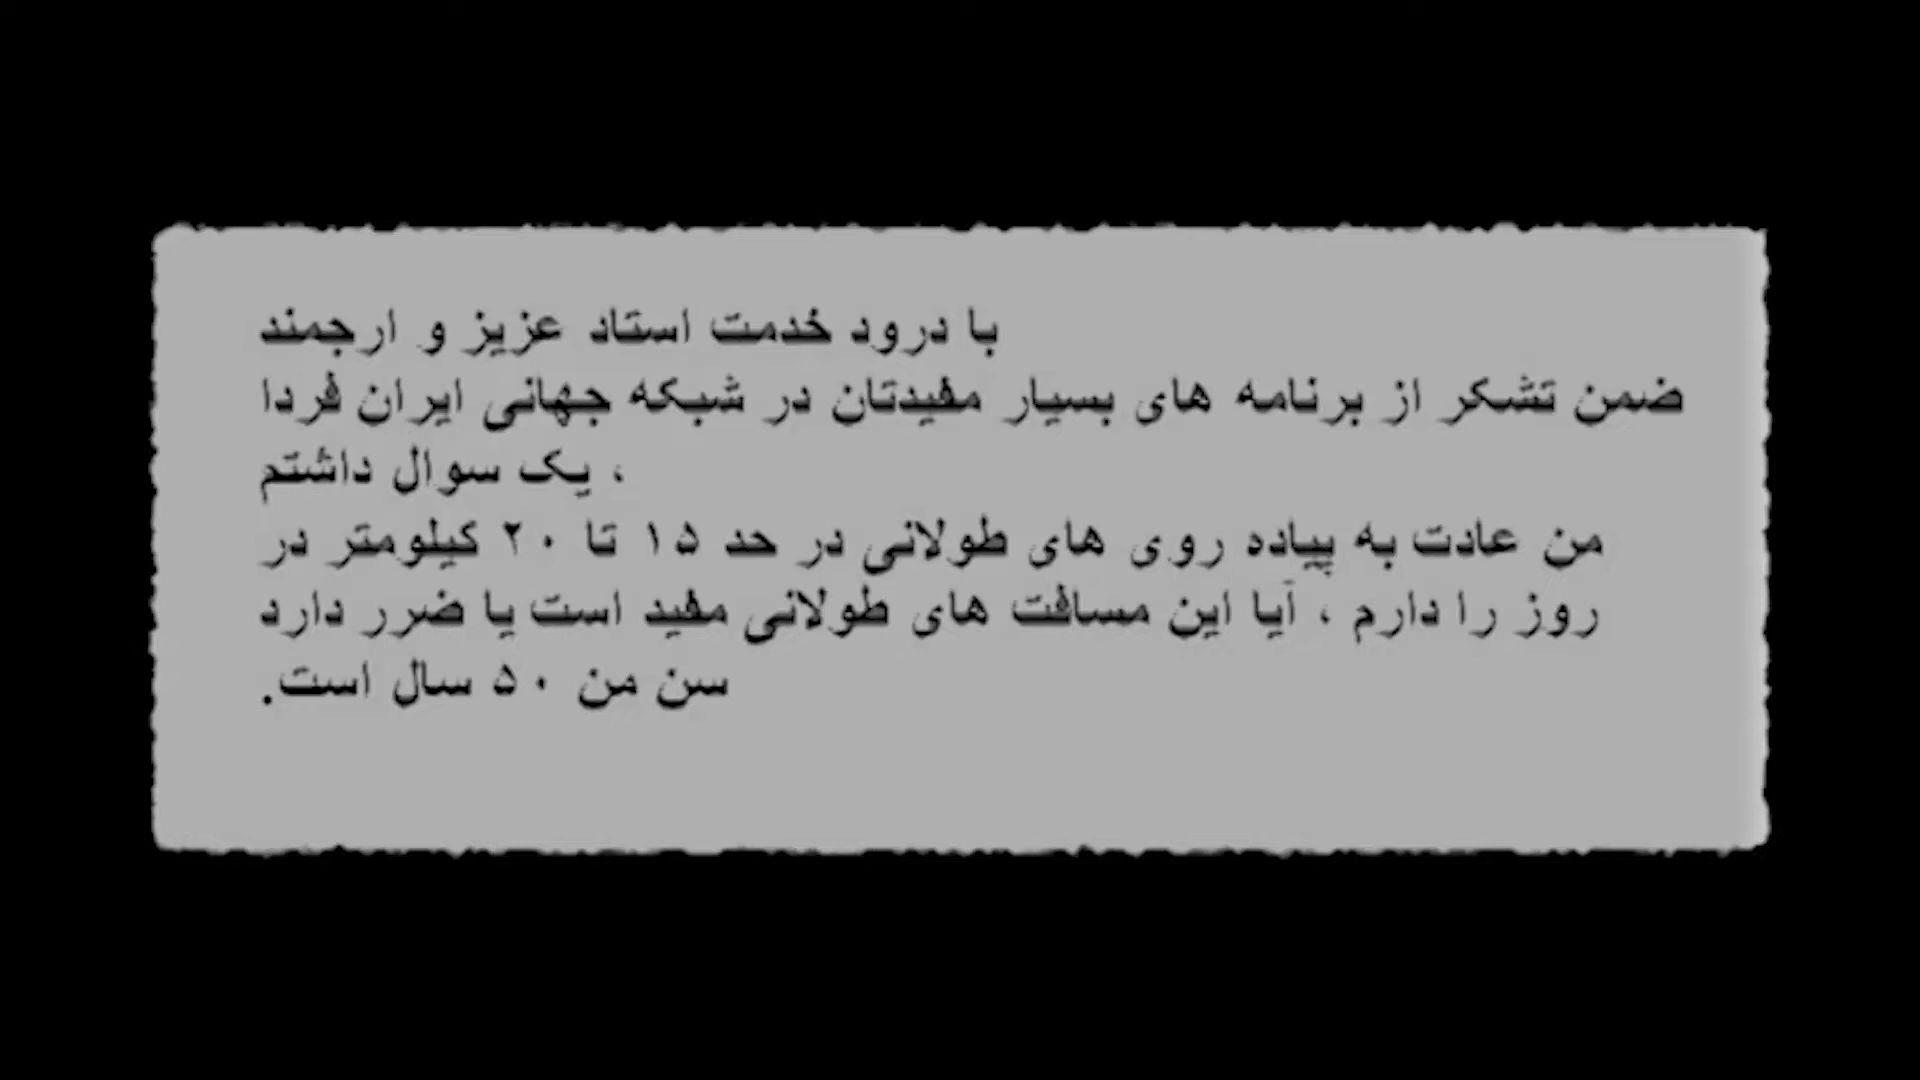 با درود خدمت استاد عزیز و ارجمند
ضمن تشکر از برنامه های بسیار مفیدتان در شبکه جهانی ایران فردا
، یک سوال داشتم
من عادت به پیاده روی های طولانی در حد ۱۵ تا ۲۰ کیلومتر در
روز را دارم ، آیا این مسافت های طولانی مفید است یا ضرر دارد
سن من ۵۰ سال است.